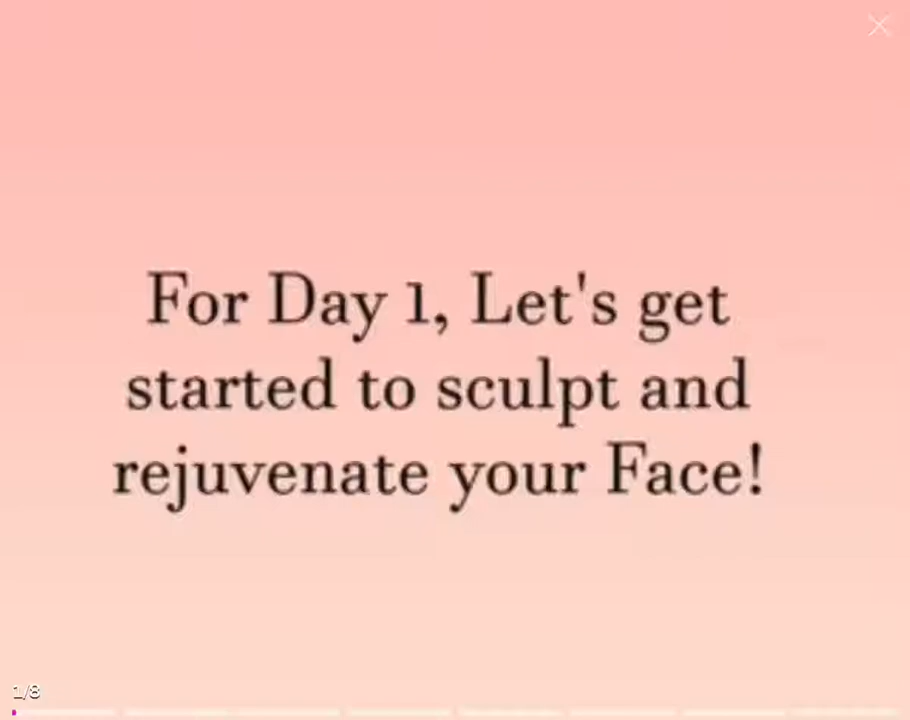 For Day 1, Let's get
started to sculpt and
rejuvenate your Face!
1/8